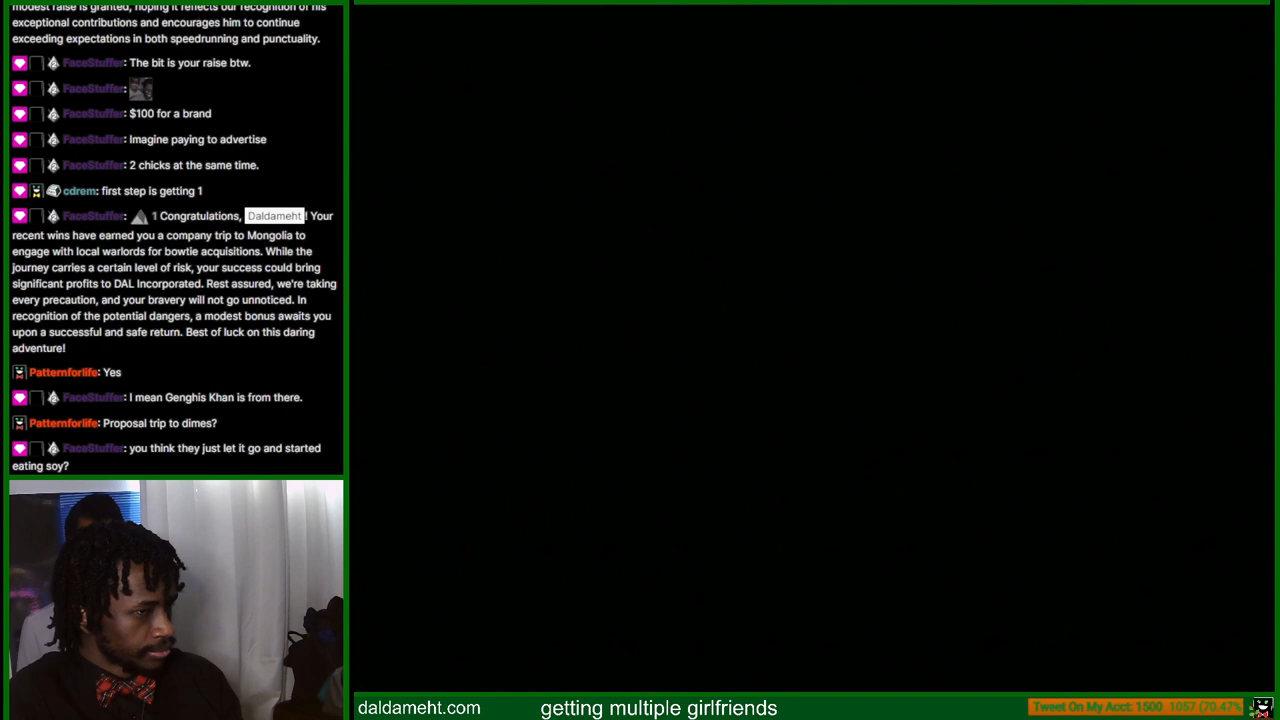 modest raise is granted, hoping it reflects our recognition of his
exceptional contributions and encourages him to continue
exceeding expectations in both speedrunning and punctuality.
FaceStuffer: The bit is your raise btw.
FaceStuffer:
FaceStuffer: $100 for a brand
FaceStuffer: Imagine paying to advertise
FaceStuffer: 2 chicks at the same time.
cdrem: first step is getting 1
FaceStuffer: 1 Congratulations, Daldameht! Your
recent wins have earned you a company trip to Mongolia to
engage with local warlords for bowtie acquisitions. While the
journey carries a certain level of risk, your success could bring
significant profits to DAL Incorporated. Rest assured, we're taking
every precaution, and your bravery will not go unnoticed. In
recognition of the potential dangers, a modest bonus awaits you
upon a successful and safe return. Best of luck on this daring
adventure!
Patternforlife: Yes
FaceStuffer: I mean Genghis Khan is from there.
Patternforlife: Proposal trip to dimes?
FaceStuffer: you think they just let it go and started
eating soy?
daldameht.com getting multiple girlfriends Tweet On My Acct: 1500 1057 (70.47%